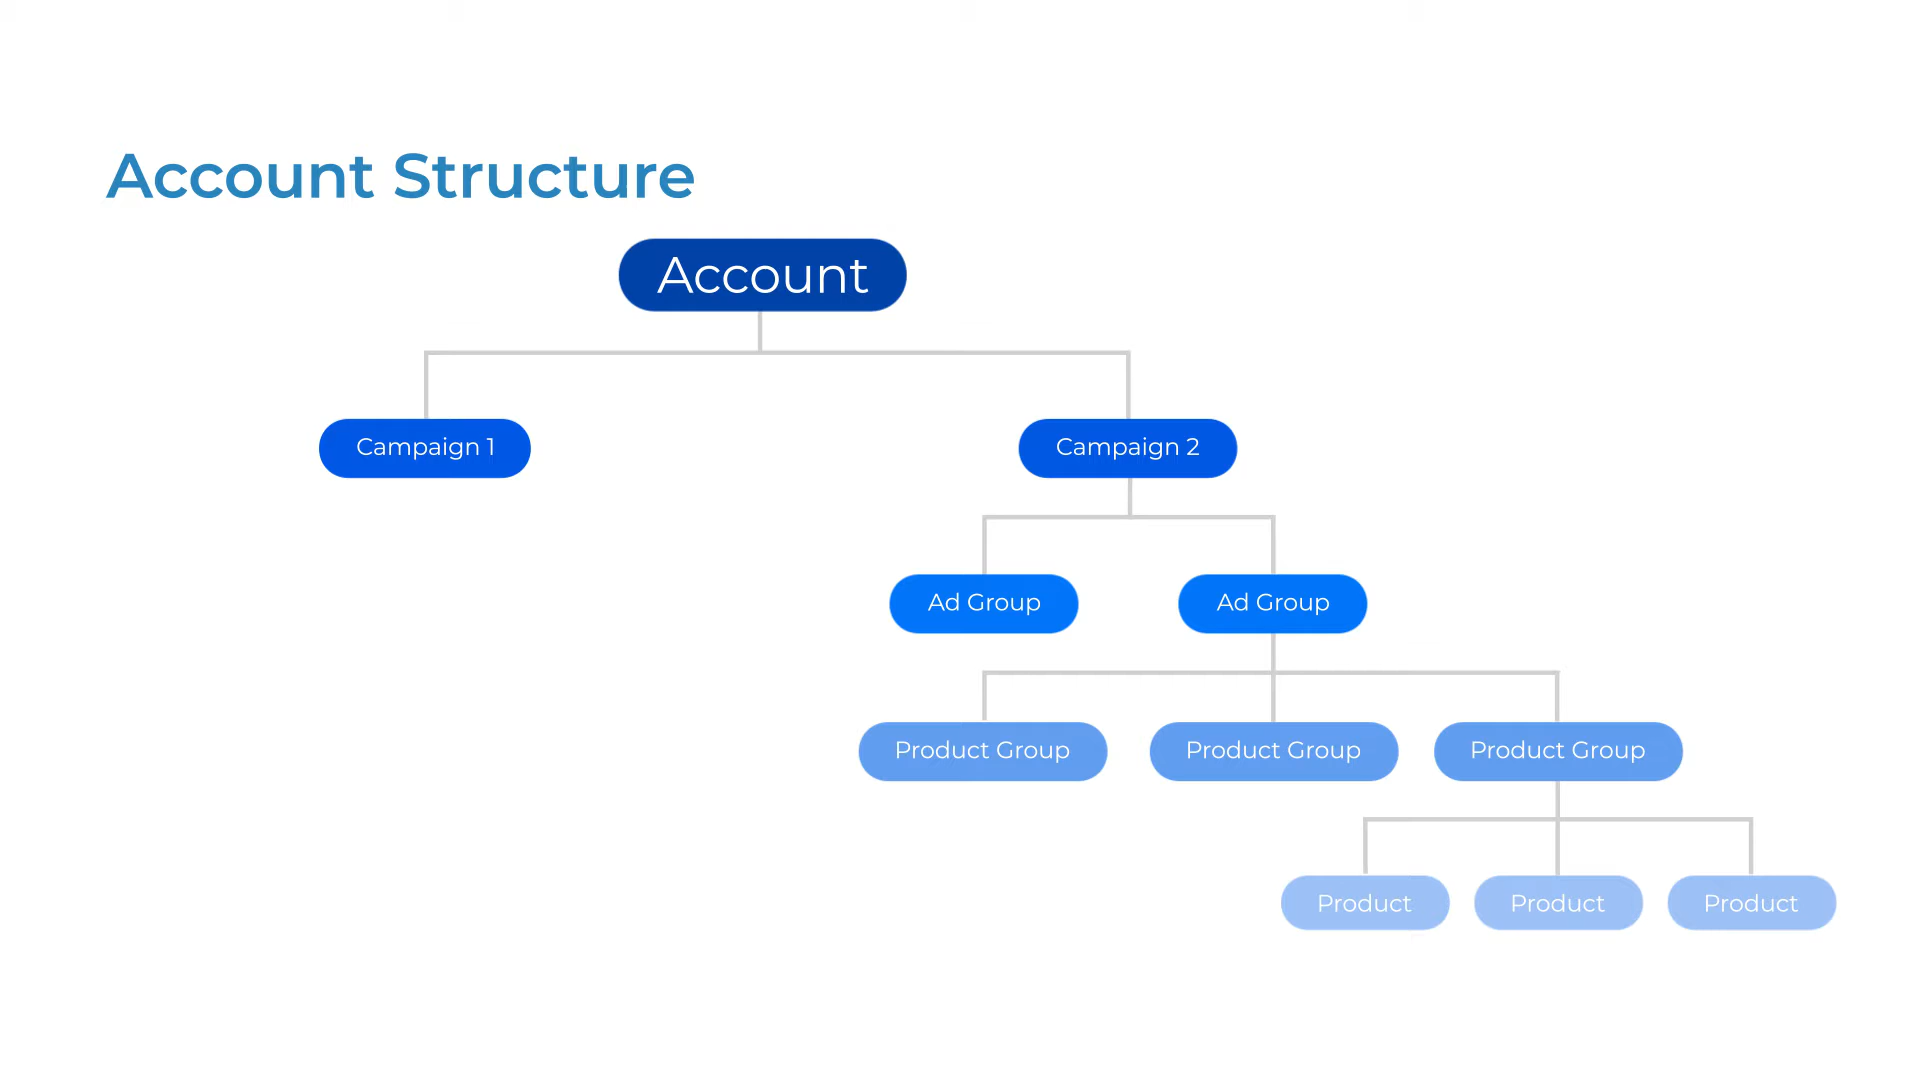 Account Structure
Account
Campaign 1
Campaign 2
Ad Group
Ad Group
Product Group
Product Group
Product Group
Product
Product
Product